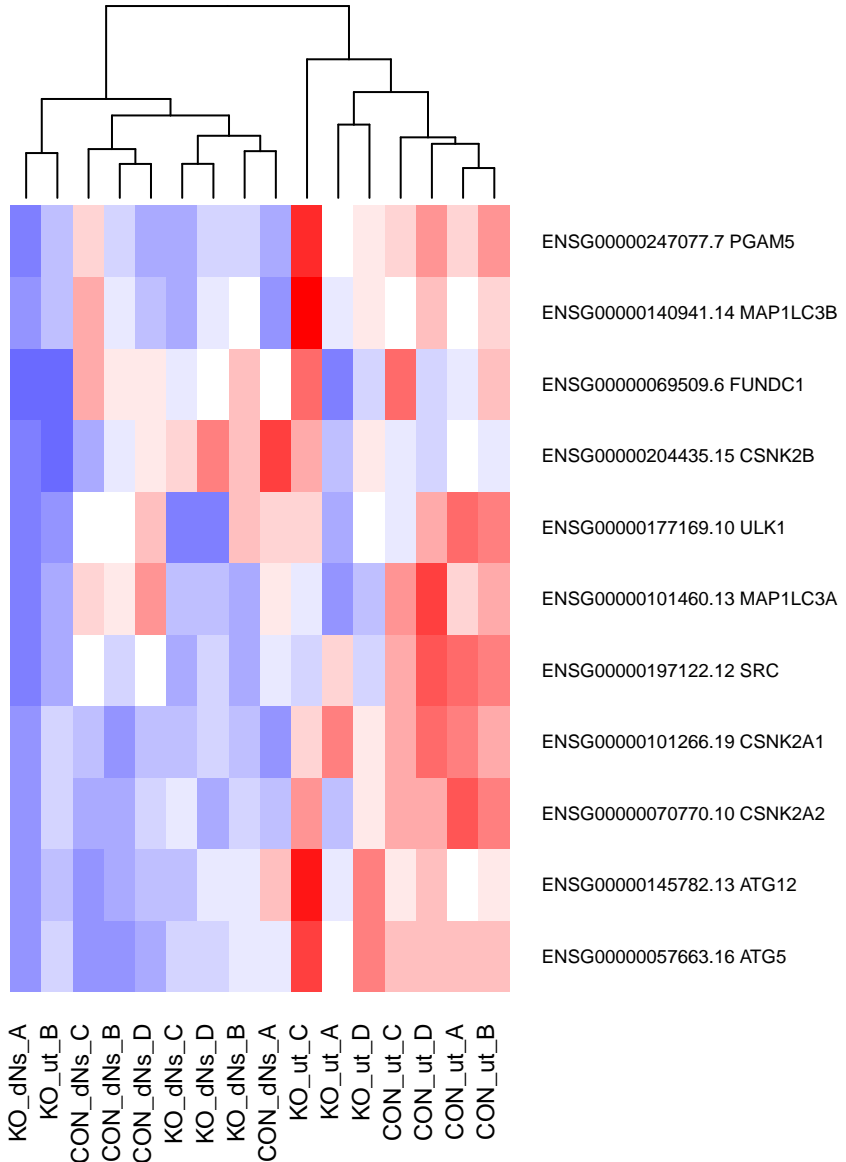 ENSG00000247077.7 PGAM5
ENSG00000140941.14 MAP1LC3B
ENSG00000069509.6 FUNDC1
ENSG00000204435.15 CSNK2B
ENSG00000177169.10 ULK1
ENSG00000101460.13 MAP1LC3A
ENSG00000197122.12 SRC
ENSG00000101266.19 CSNK2A1
ENSG00000070770.10 CSNK2A2
ENSG00000145782.13 ATG12
ENSG00000057663.16 ATG5
KO_dNs_A
KO_ut_B
CON_dNs_C
CON_dNs_B
CON_dNs_D
KO_dNs_C
KO_dNs_D
KO_dNs_B
CON_dNs_A
KO_ut_C
KO_ut_A
KO_ut_D
CON_ut_C
CON_ut_D
CON_ut_A
CON_ut_B